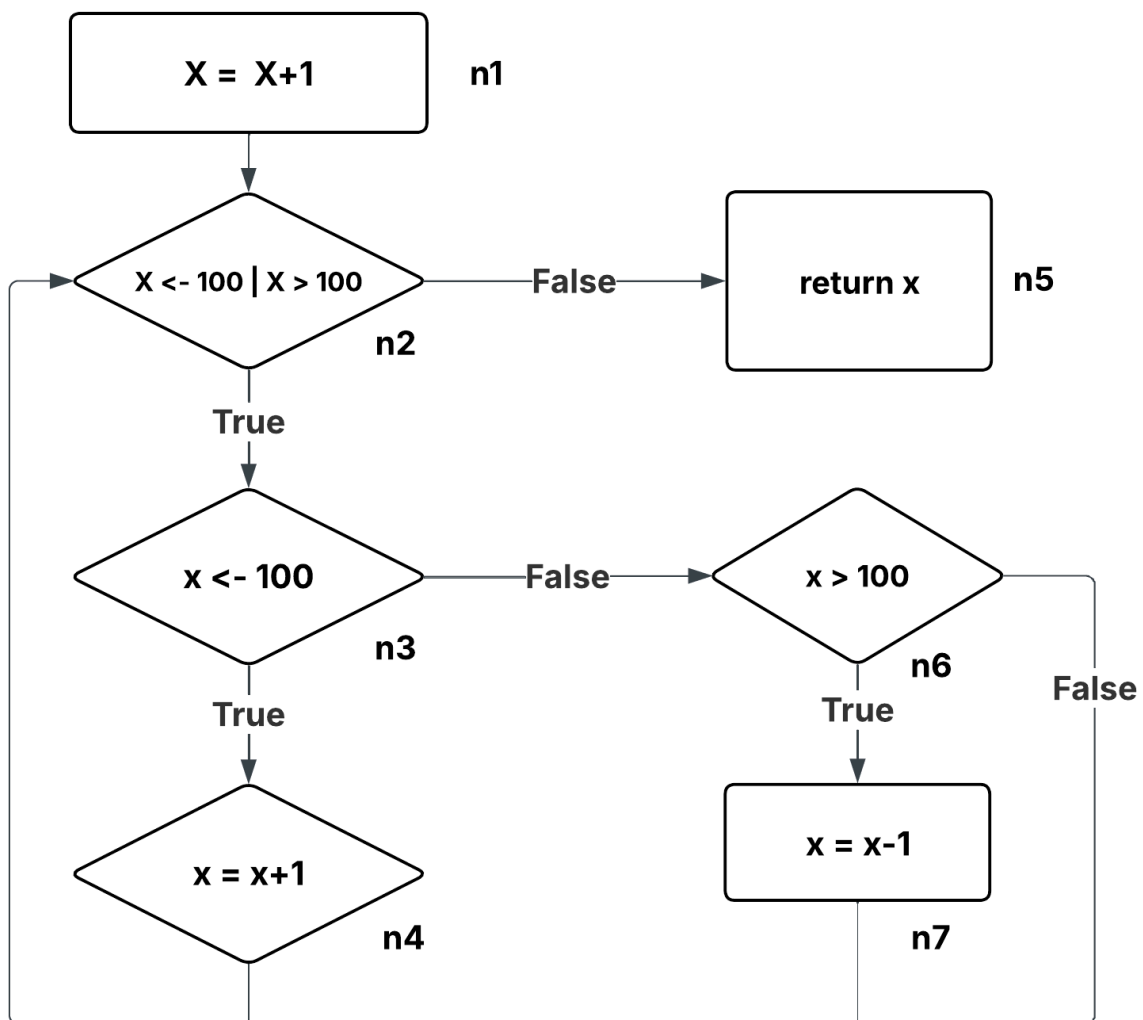 X = X+1
n1
X <- 100 | X > 100
False
return x
n5
n2
True
x <- 100
False
x > 100
n3
n6
True
True
False
x = x+1
x = x-1
n4
n7